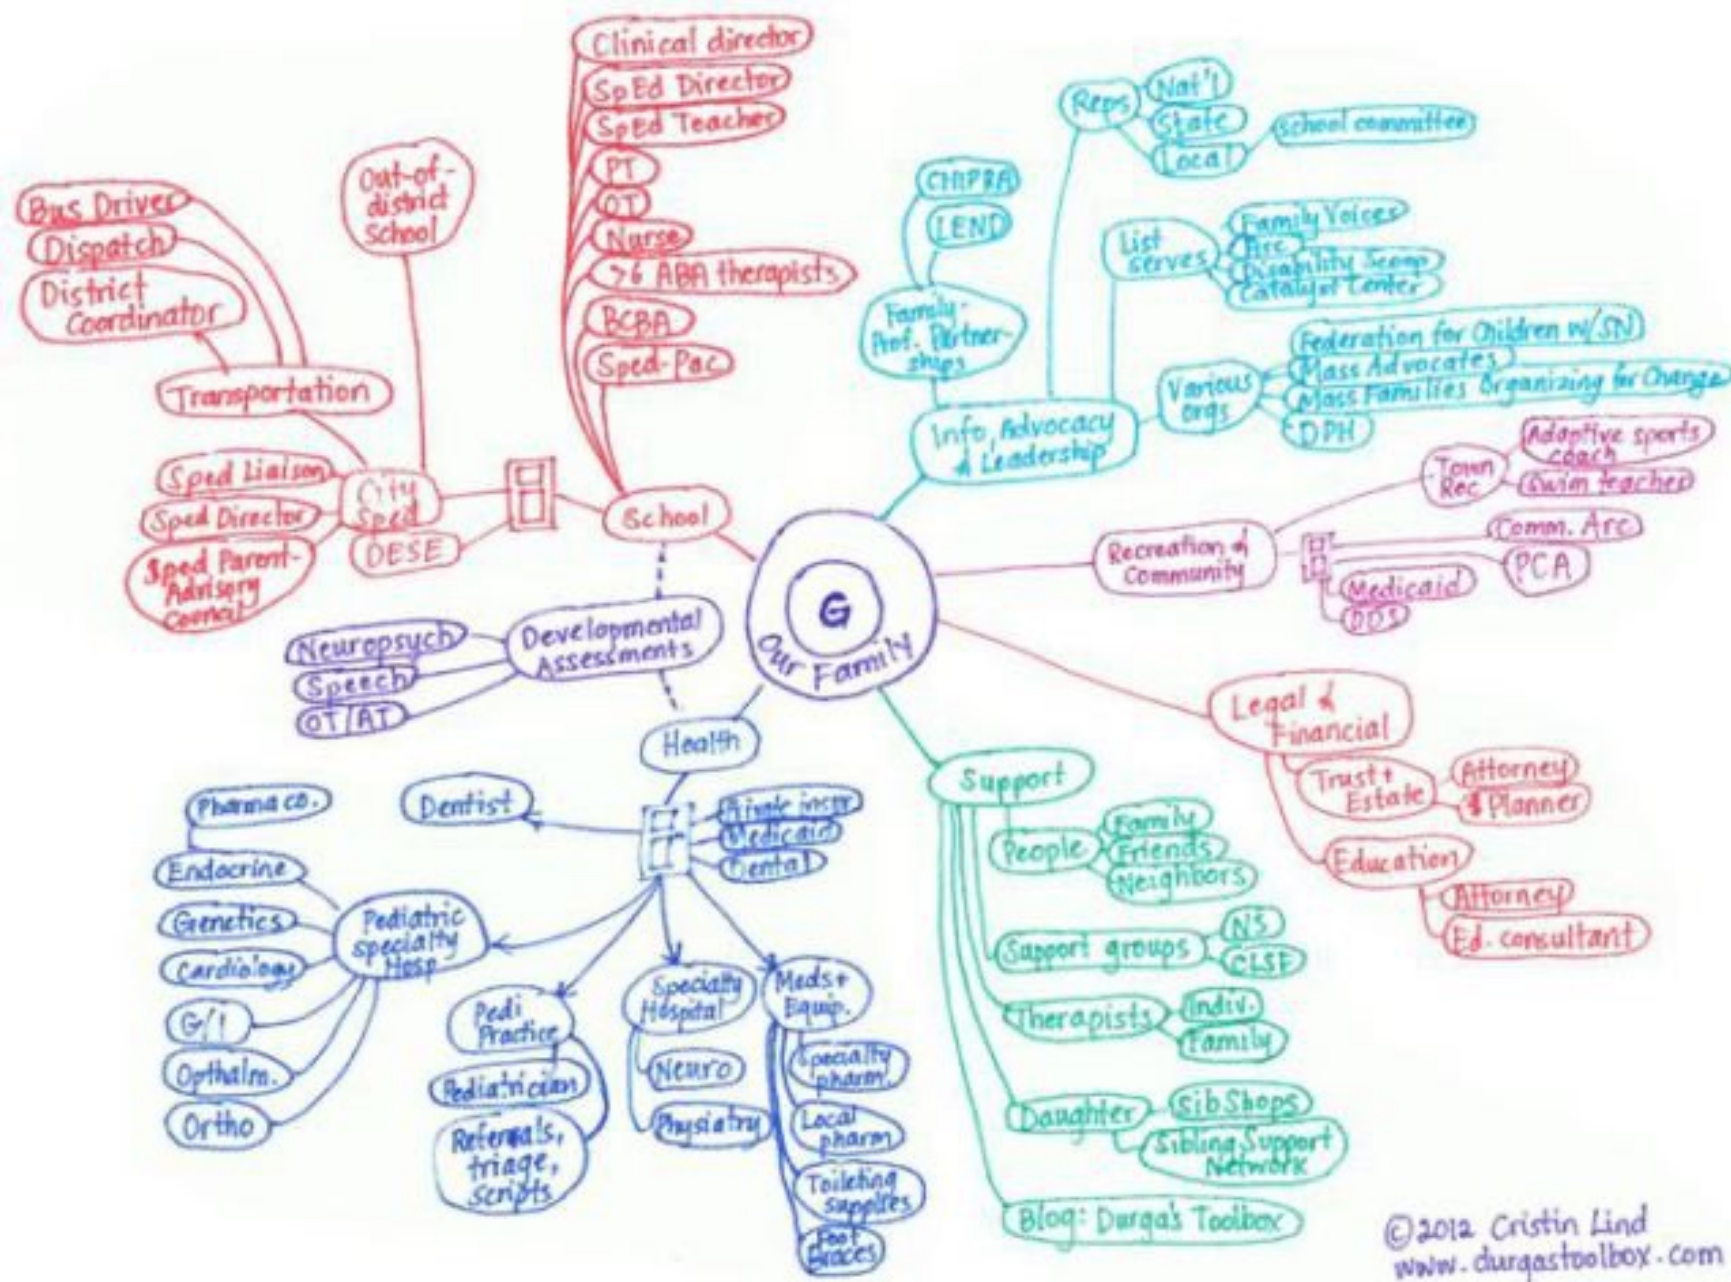 Clinical director
SpEd Director
SpEd Teacher
PT
OT
Nurse
>6 ABA therapists
BCBA
Sped-Pac
School
Out-of-
district
School
Bus Driver
Dispatch
District
Coordinator
Transportation
Sped Liaison
Sped Director
Sped Parent-
Advisory
Council
City
Sped
DESE
Reps
Nat'l
State
Local
school committee
CHIPRA
LEND
Family-
Prof. Partner-
ships
List
serves
Family Voices
Arc
Disability Scoop
Catalyst Center
Various
orgs
Federation for Children w/SN
Mass Advocates
Mass Families Organizing for Change
DPH
Info, Advocacy
& Leadership
Town
Rec
Adaptive sports
coach
Swim teacher
Recreation &
Community
Comm. Arc
PCA
Medicaid
DDS
G
Our Family
Developmental
Assessments
Neuropsych
Speech
OT/AT
Health
Legal &
Financial
Trust +
Estate
Attorney
$ Planner
Education
Attorney
Ed. consultant
Support
People
Family
Friends
Neighbors
Support groups
NS
CLSF
Therapists
Indiv.
Family
Daughter
SibShops
Sibling Support
Network
Blog: Durga's Toolbox
Dentist
Medicaid
Dental
Pharma co.
Endocrine
Genetics
Cardiology
G/I
Opthalm.
Ortho
Pediatric
specialty
Hosp
Pedi
Practice
Pediatrician
Referrals,
triage,
scripts
Specialty
Hospital
Neuro
Physiatry
Meds +
Equip.
Specialty
pharm.
Local
pharm
Toileting
supplies
Foot
Braces
©2012 Cristin Lind
www.durgastoolbox.com